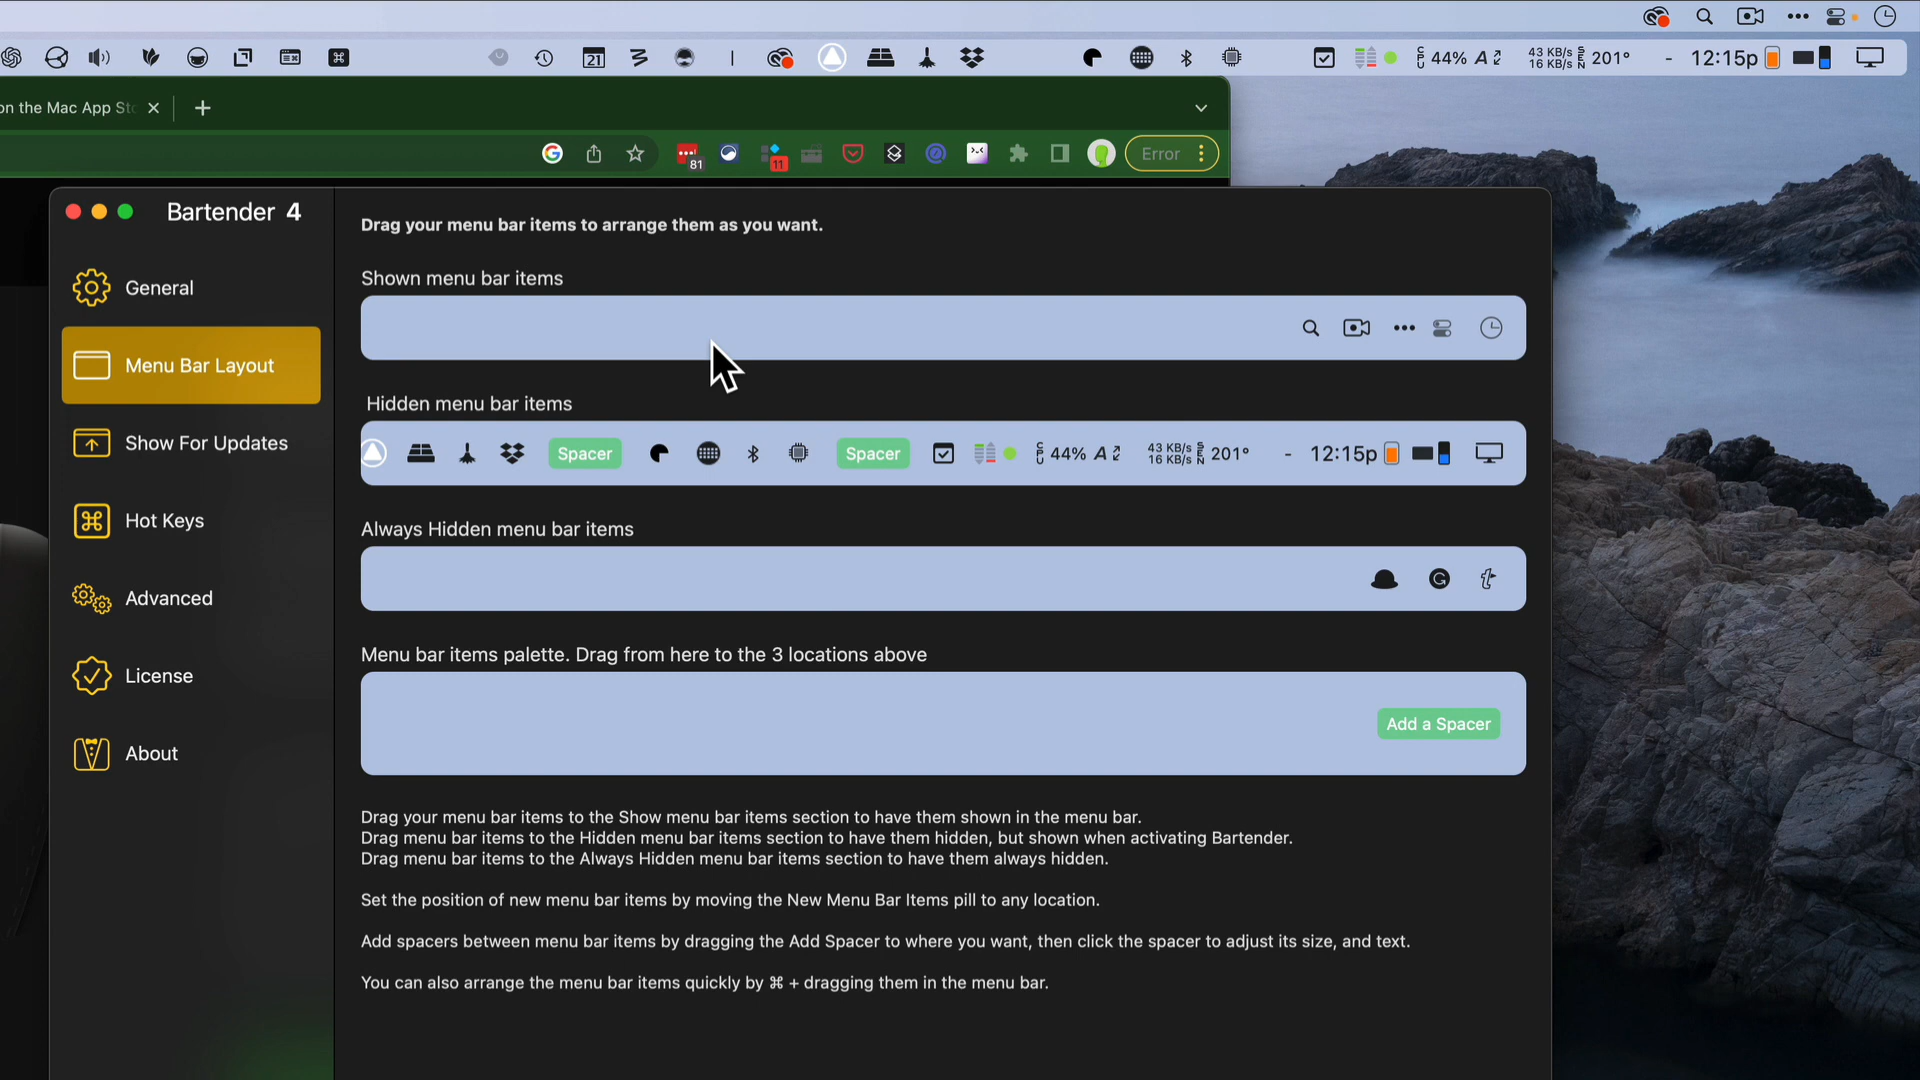 21
CPU 44% A
43 KB/s
16 KB/s
SEN 201°
-
12:15p
on the Mac App Sto
81
11
Error
Bartender 4
General
Menu Bar Layout
Show For Updates
Hot Keys
Advanced
License
About
Drag your menu bar items to arrange them as you want.
Shown menu bar items
Hidden menu bar items
Spacer
Spacer
CPU 44% A
43 KB/s
16 KB/s
SEN 201°
-
12:15p
Always Hidden menu bar items
Menu bar items palette. Drag from here to the 3 locations above
Add a Spacer
Drag your menu bar items to the Show menu bar items section to have them shown in the menu bar.
Drag menu bar items to the Hidden menu bar items section to have them hidden, but shown when activating Bartender.
Drag menu bar items to the Always Hidden menu bar items section to have them always hidden.
Set the position of new menu bar items by moving the New Menu Bar Items pill to any location.
Add spacers between menu bar items by dragging the Add Spacer to where you want, then click the spacer to adjust its size, and text.
You can also arrange the menu bar items quickly by ⌘ + dragging them in the menu bar.